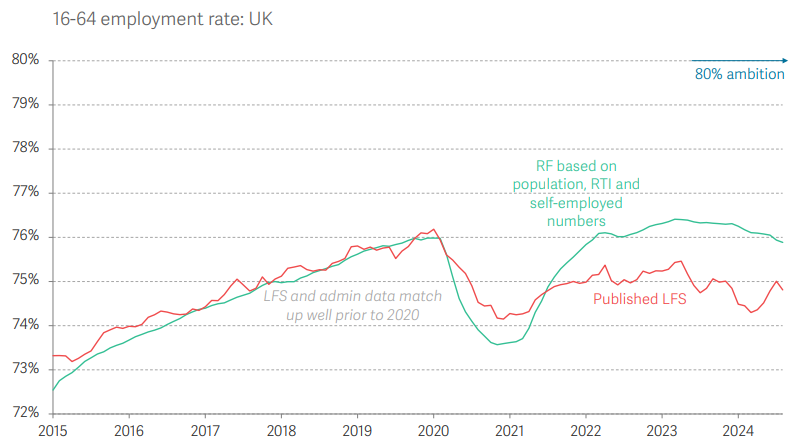 16-64 employment rate: UK
80%
80% ambition
79%
78%
RF based on
population, RTI and
self-employed
numbers
77%
76%
75%
LFS and admin data match
up well prior to 2020
Published LFS
74%
73%
72%
2015 2016 2017 2018 2019 2020 2021 2022 2023 2024